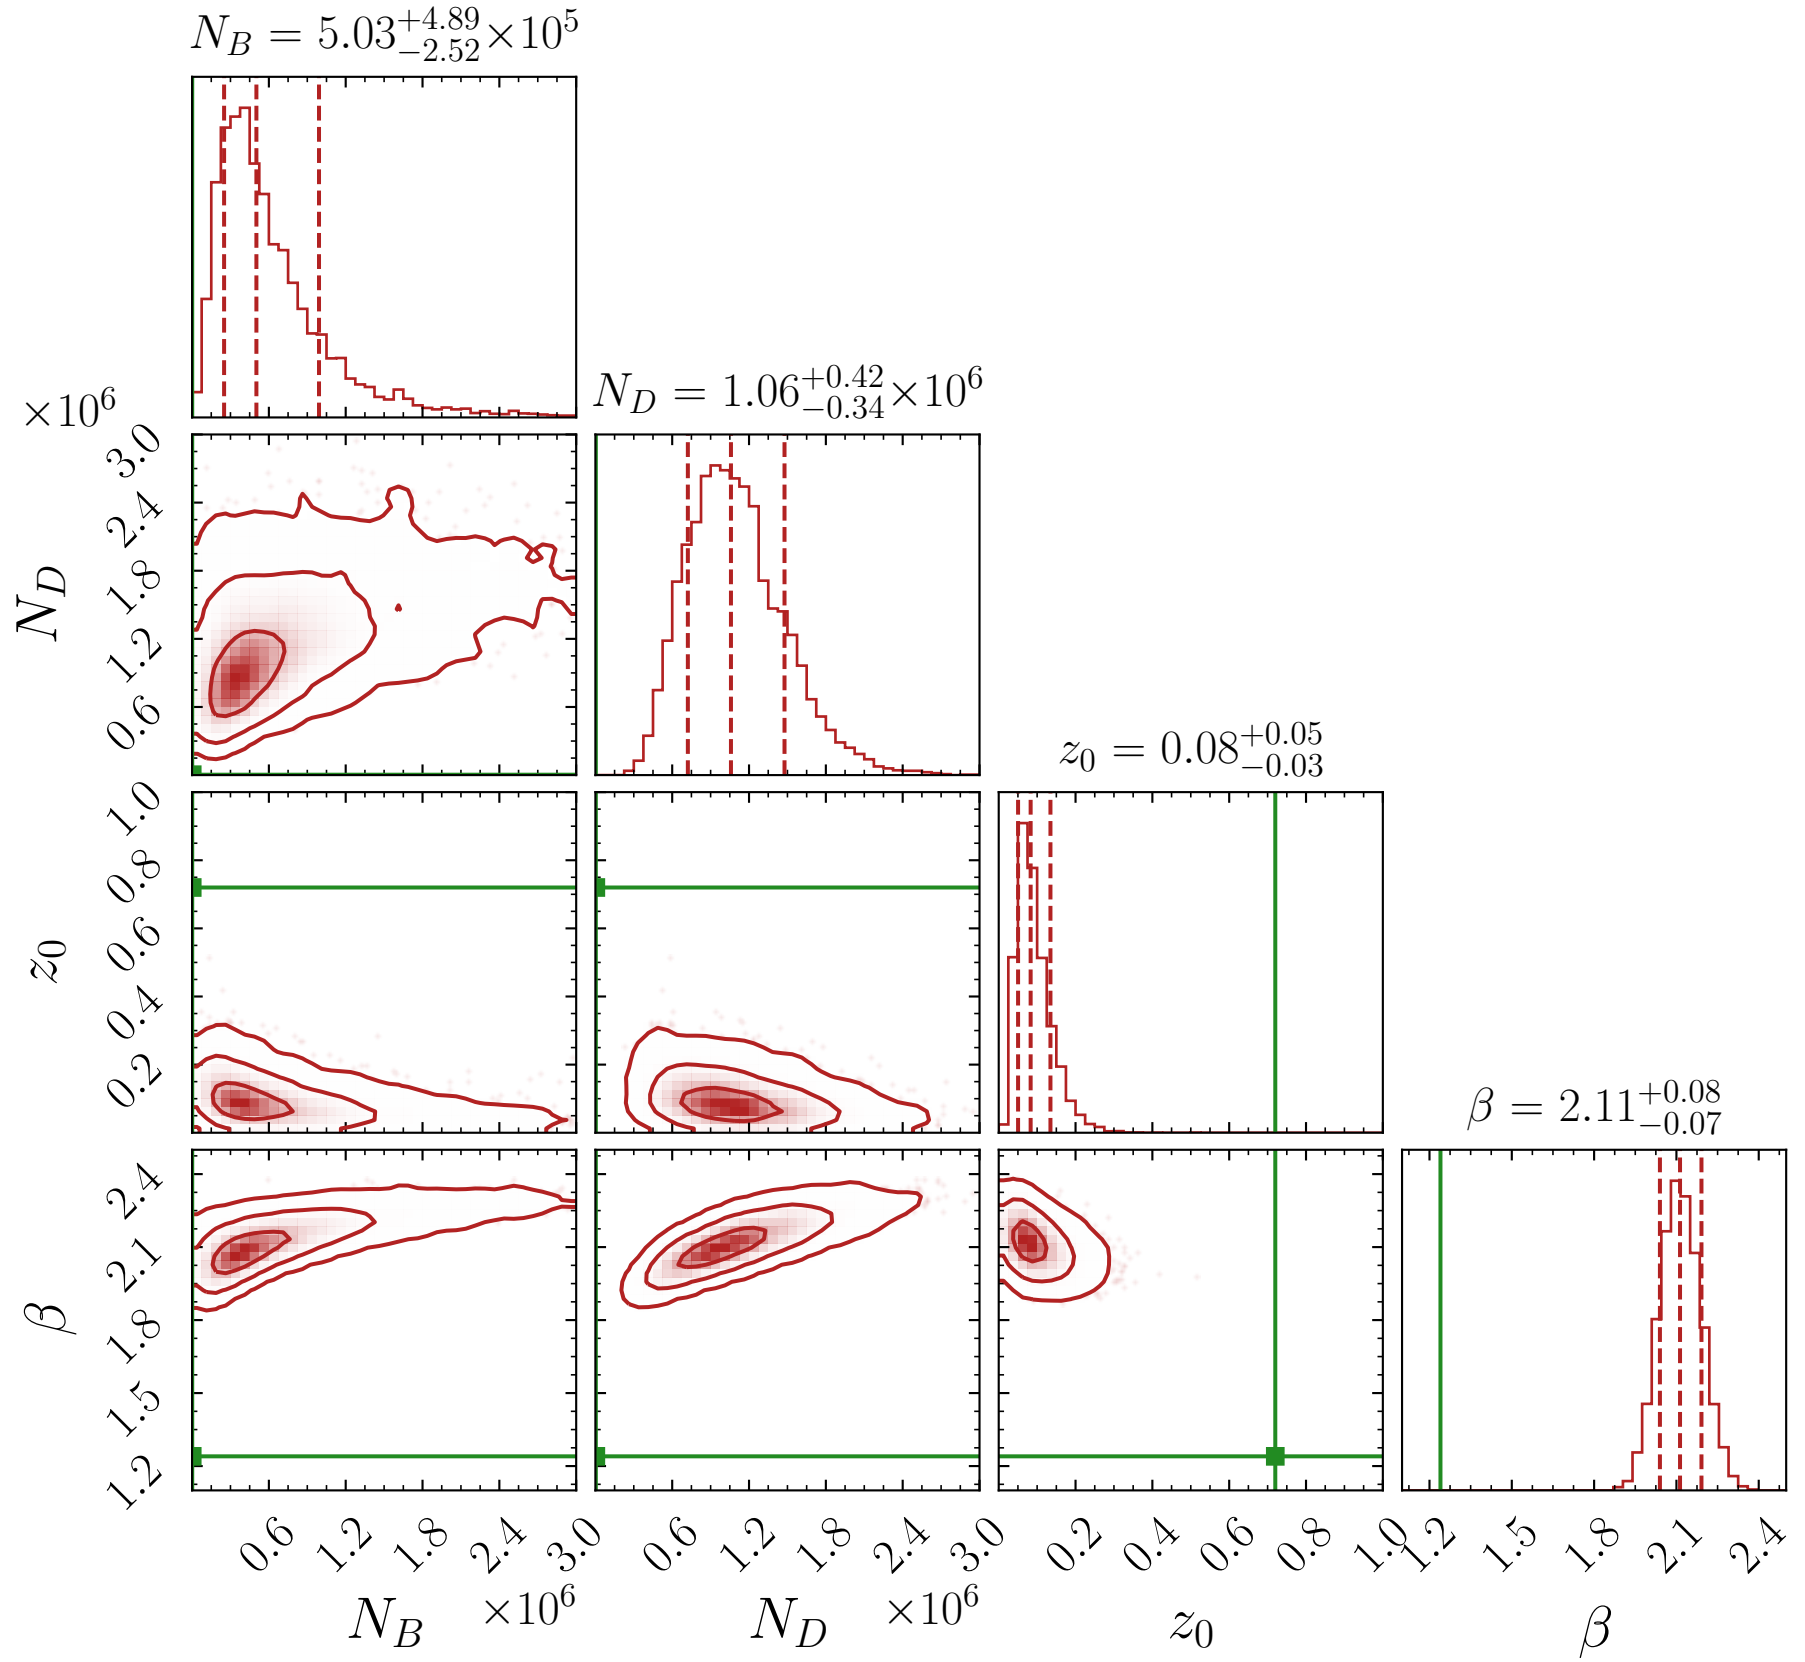 N_B = 5.03^{+4.89}_{−2.52}×10^5
×10^6
N_D = 1.06^{+0.42}_{−0.34}×10^6
3.0
2.4
1.8
1.2
0.6
N_D
z_0 = 0.08^{+0.05}_{−0.03}
1.0
0.8
0.6
0.4
0.2
z_0
β = 2.11^{+0.08}_{−0.07}
2.4
2.1
1.8
1.5
1.2
β
0.6 1.2 1.8 2.4 3.0 0.6 1.2 1.8 2.4 3.0 0.2 0.4 0.6 0.8 1.0 1.2 1.5 1.8 2.1 2.4
×10^6 ×10^6
N_B N_D z_0 β